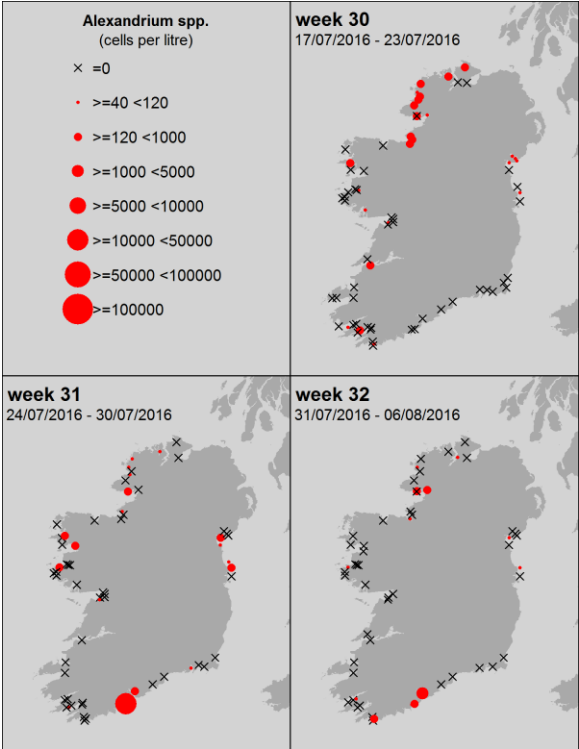 Alexandrium spp.
(cells per litre)
=0
>=40 <120
>=120 <1000
>=1000 <5000
>=5000 <10000
>=10000 <50000
>=50000 <100000
>=100000
week 30
17/07/2016 - 23/07/2016
week 31
24/07/2016 - 30/07/2016
week 32
31/07/2016 - 06/08/2016